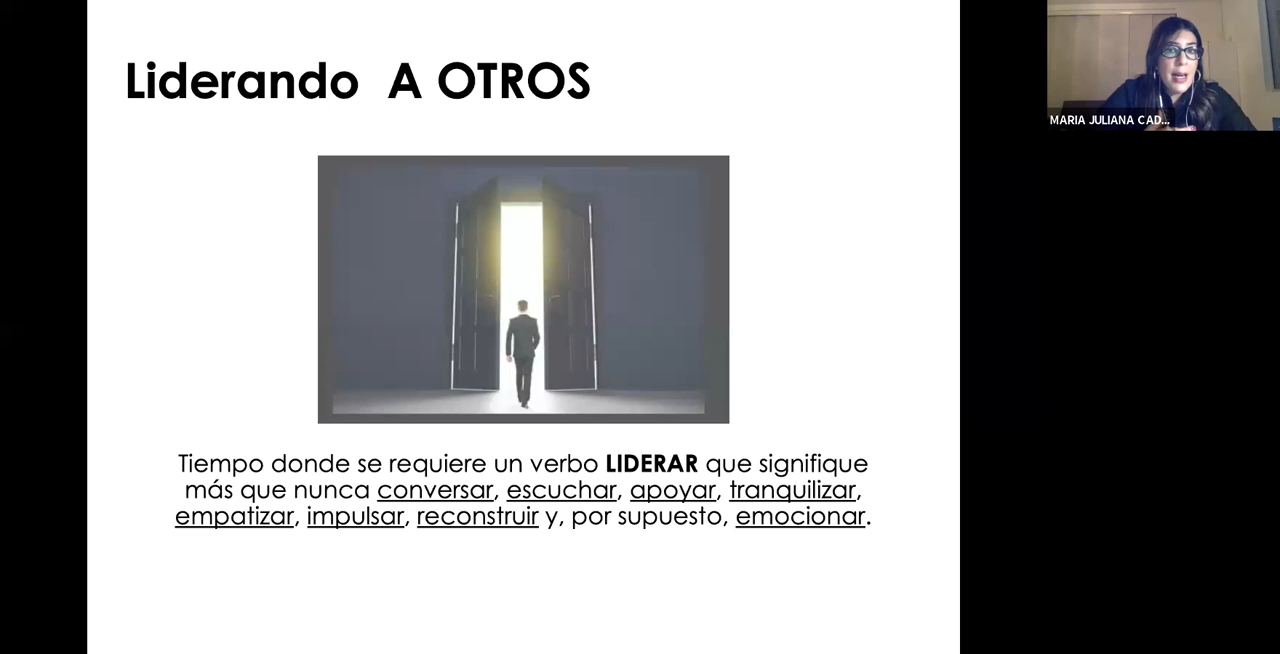 Liderando A OTROS
MARIA JULIANA CAD...
Tiempo donde se requiere un verbo LIDERAR que signifique
más que nunca conversar, escuchar, apoyar, tranquilizar,
empatizar, impulsar, reconstruir y, por supuesto, emocionar.